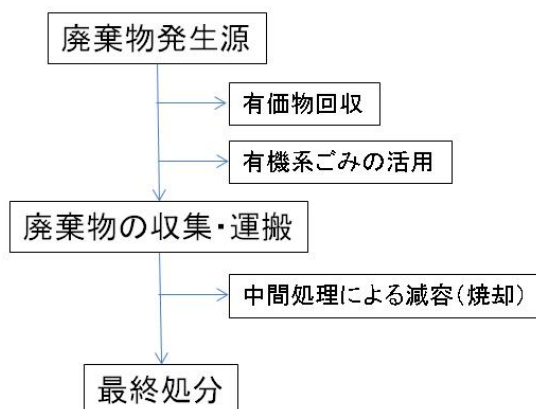 廃棄物発生源
有価物回収
有機系ごみの活用
廃棄物の収集・運搬
中間処理による減容(焼却)
最終処分